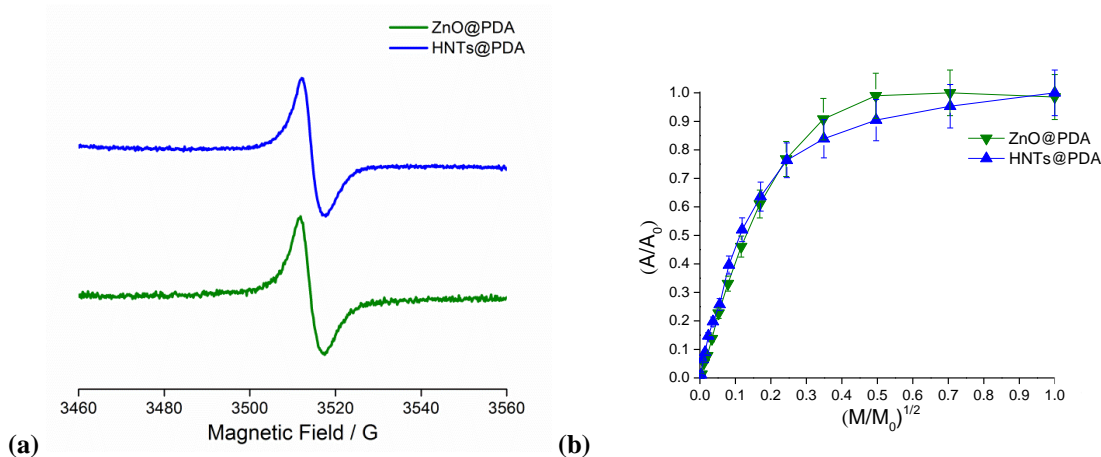 ZnO@PDA
HNTs@PDA
3460 3480 3500 3520 3540 3560
Magnetic Field / G
(a)
1.0
0.9
0.8
0.7
0.6
0.5
0.4
0.3
0.2
0.1
0.0
(A/A₀)
ZnO@PDA
HNTs@PDA
0.0 0.1 0.2 0.3 0.4 0.5 0.6 0.7 0.8 0.9 1.0
(M/M₀)^1/2
(b)